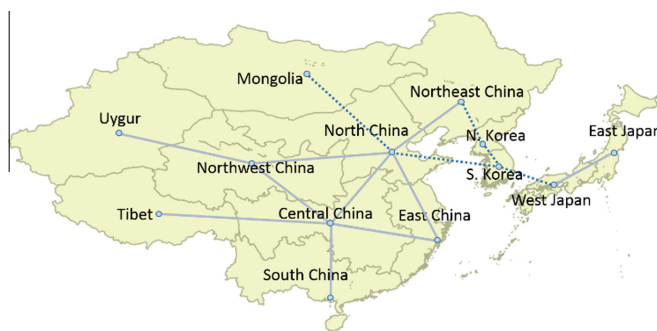 Mongolia
Northeast China
Uygur
North China
N. Korea
East Japan
Northwest China
S. Korea
West Japan
Tibet
Central China
East China
South China